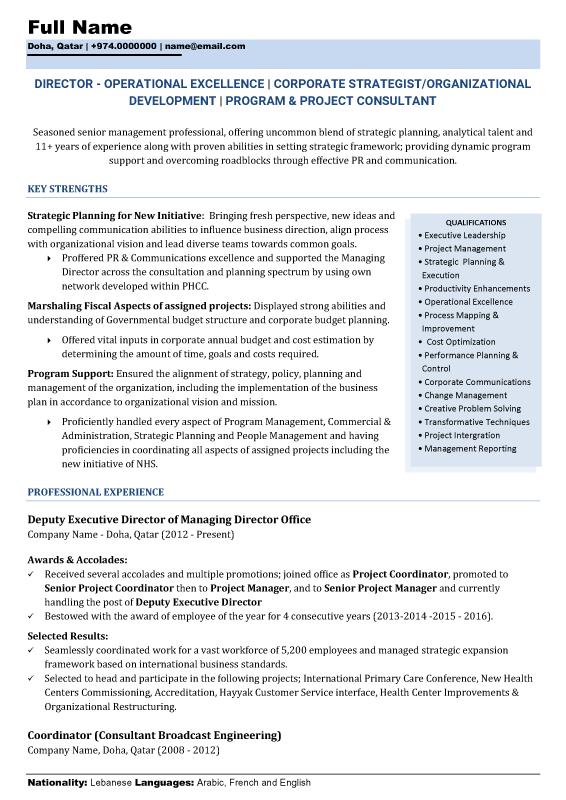 Full Name
Doha, Qatar | +974.0000000 | name@email.com
DIRECTOR - OPERATIONAL EXCELLENCE | CORPORATE STRATEGIST/ORGANIZATIONAL
DEVELOPMENT | PROGRAM & PROJECT CONSULTANT
Seasoned senior management professional, offering uncommon blend of strategic planning, analytical talent and
11+ years of experience along with proven abilities in setting strategic framework; providing dynamic program
support and overcoming roadblocks through effective PR and communication.
KEY STRENGTHS
Strategic Planning for New Initiative: Bringing fresh perspective, new ideas and
compelling communication abilities to influence business direction, align process
with organizational vision and lead diverse teams towards common goals.
Proffered PR & Communications excellence and supported the Managing
Director across the consultation and planning spectrum by using own
network developed within PHCC.
Marshaling Fiscal Aspects of assigned projects: Displayed strong abilities and
understanding of Governmental budget structure and corporate budget planning.
Offered vital inputs in corporate annual budget and cost estimation by
determining the amount of time, goals and costs required.
Program Support: Ensured the alignment of strategy, policy, planning and
management of the organization, including the implementation of the business
plan in accordance to organizational vision and mission.
Proficiently handled every aspect of Program Management, Commercial &
Administration, Strategic Planning and People Management and having
proficiencies in coordinating all aspects of assigned projects including the
new initiative of NHS.
QUALIFICATIONS
• Executive Leadership
• Project Management
• Strategic Planning &
Execution
• Productivity Enhancements
• Operational Excellence
• Process Mapping &
Improvement
• Cost Optimization
• Performance Planning &
Control
• Corporate Communications
• Change Management
• Creative Problem Solving
• Transformative Techniques
• Project Intergration
• Management Reporting
PROFESSIONAL EXPERIENCE
Deputy Executive Director of Managing Director Office
Company Name - Doha, Qatar (2012 - Present)
Awards & Accolades:
✓ Received several accolades and multiple promotions; joined office as Project Coordinator, promoted to
Senior Project Coordinator then to Project Manager, and to Senior Project Manager and currently
handling the post of Deputy Executive Director
✓ Bestowed with the award of employee of the year for 4 consecutive years (2013-2014 -2015 - 2016).
Selected Results:
✓ Seamlessly coordinated work for a vast workforce of 5,200 employees and managed strategic expansion
framework based on international business standards.
✓ Selected to head and participate in the following projects; International Primary Care Conference, New Health
Centers Commissioning, Accreditation, Hayyak Customer Service interface, Health Center Improvements &
Organizational Restructuring.
Coordinator (Consultant Broadcast Engineering)
Company Name, Doha, Qatar (2008 - 2012)
Nationality: Lebanese Languages: Arabic, French and English